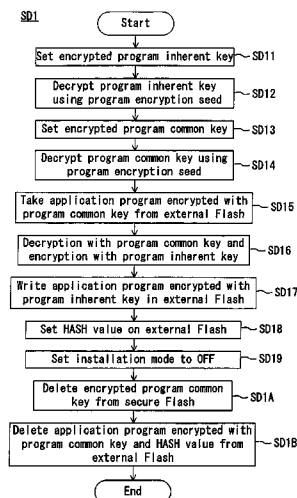 SD1
Start
Set encrypted program inherent key
SD11
Decrypt program inherent key
using program encryption seed
SD12
Set encrypted program common key
SD13
Decrypt program common key using
program encryption seed
SD14
Take application program encrypted with
program common key from external Flash
SD15
Decryption with program common key and
encryption with program inherent key
SD16
Write application program encrypted with
program inherent key in external Flash
SD17
Set HASH value on external Flash
SD18
Set installation mode to OFF
SD19
Delete encrypted program common
key from secure Flash
SD1A
Delete application program encrypted with
program common key and HASH value from
external Flash
SD1B
End